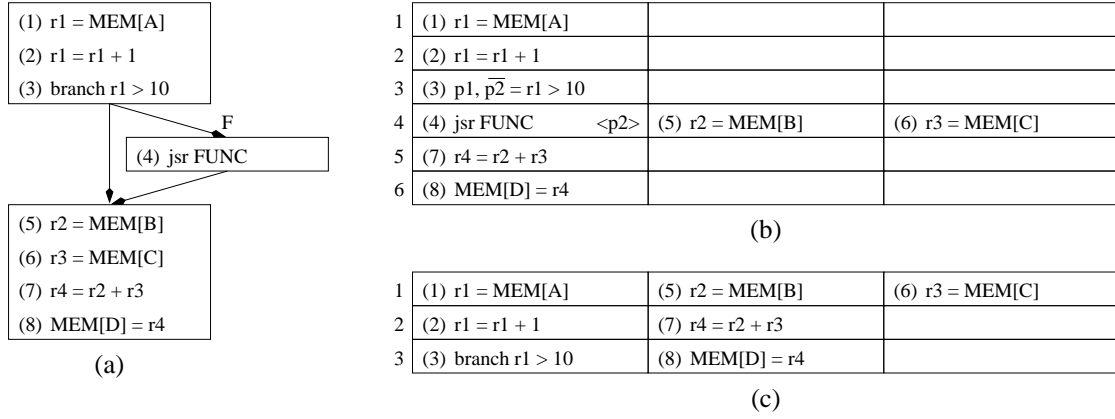 (1) r1 = MEM[A]
(2) r1 = r1 + 1
(3) branch r1 > 10
F
(4) jsr FUNC
(5) r2 = MEM[B]
(6) r3 = MEM[C]
(7) r4 = r2 + r3
(8) MEM[D] = r4
(a)
1 (1) r1 = MEM[A]
2 (2) r1 = r1 + 1
3 (3) p1, p̅2̅ = r1 > 10
4 (4) jsr FUNC <p2> (5) r2 = MEM[B] (6) r3 = MEM[C]
5 (7) r4 = r2 + r3
6 (8) MEM[D] = r4
(b)
1 (1) r1 = MEM[A] (5) r2 = MEM[B] (6) r3 = MEM[C]
2 (2) r1 = r1 + 1 (7) r4 = r2 + r3
3 (3) branch r1 > 10 (8) MEM[D] = r4
(c)